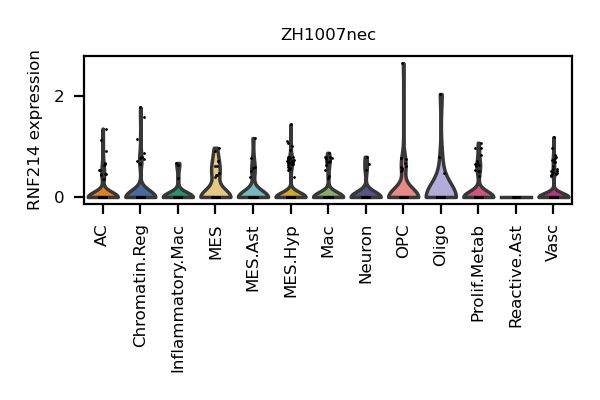 ZH1007nec
RNF214 expression
2
0
AC
Chromatin.Reg
Inflammatory.Mac
MES
MES.Ast
MES.Hyp
Mac
Neuron
OPC
Oligo
Prolif.Metab
Reactive.Ast
Vasc